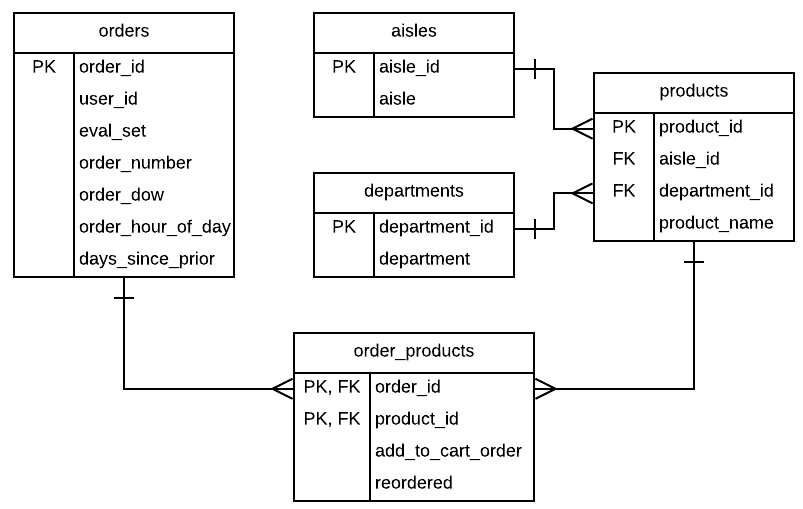 orders
PK order_id
user_id
eval_set
order_number
order_dow
order_hour_of_day
days_since_prior
aisles
PK aisle_id
aisle
departments
PK department_id
department
products
PK product_id
FK aisle_id
FK department_id
product_name
order_products
PK, FK order_id
PK, FK product_id
add_to_cart_order
reordered